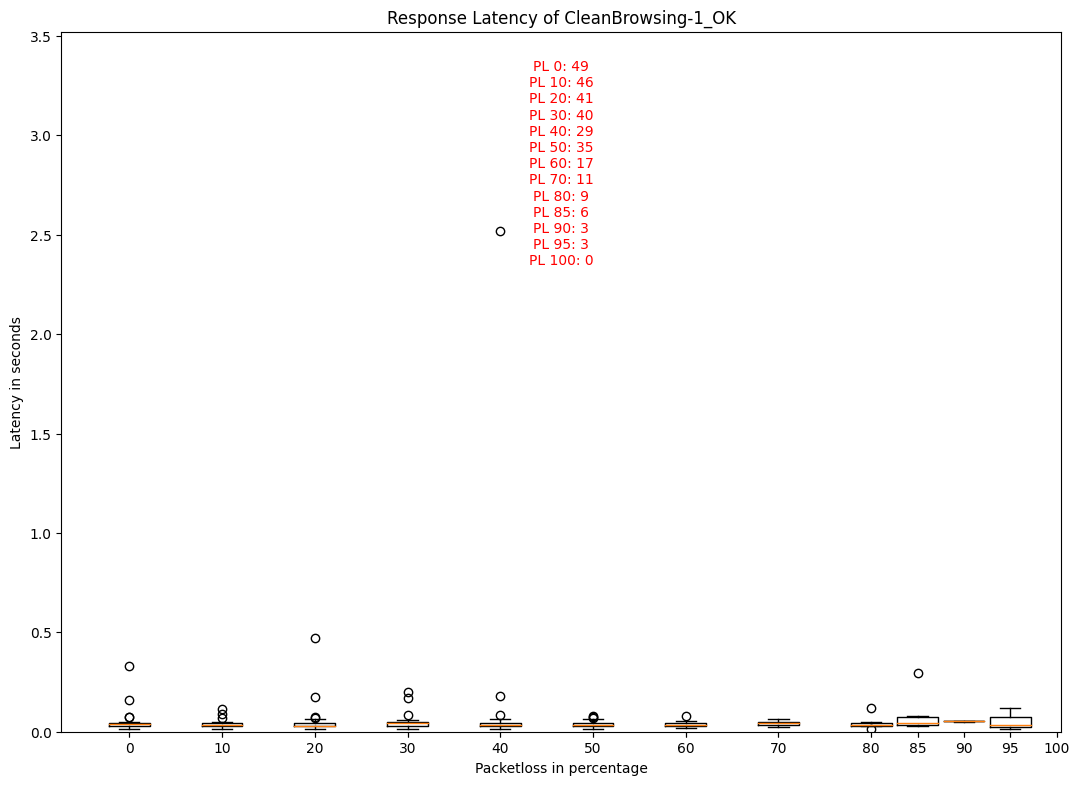 Response Latency of CleanBrowsing-1_OK
3.5
3.0
2.5
2.0
1.5
1.0
0.5
0.0
Latency in seconds
PL 0: 49
PL 10: 46
PL 20: 41
PL 30: 40
PL 40: 29
PL 50: 35
PL 60: 17
PL 70: 11
PL 80: 9
PL 85: 6
PL 90: 3
PL 95: 3
PL 100: 0
0 10 20 30 40 50 60 70 80 85 90 95 100
Packetloss in percentage